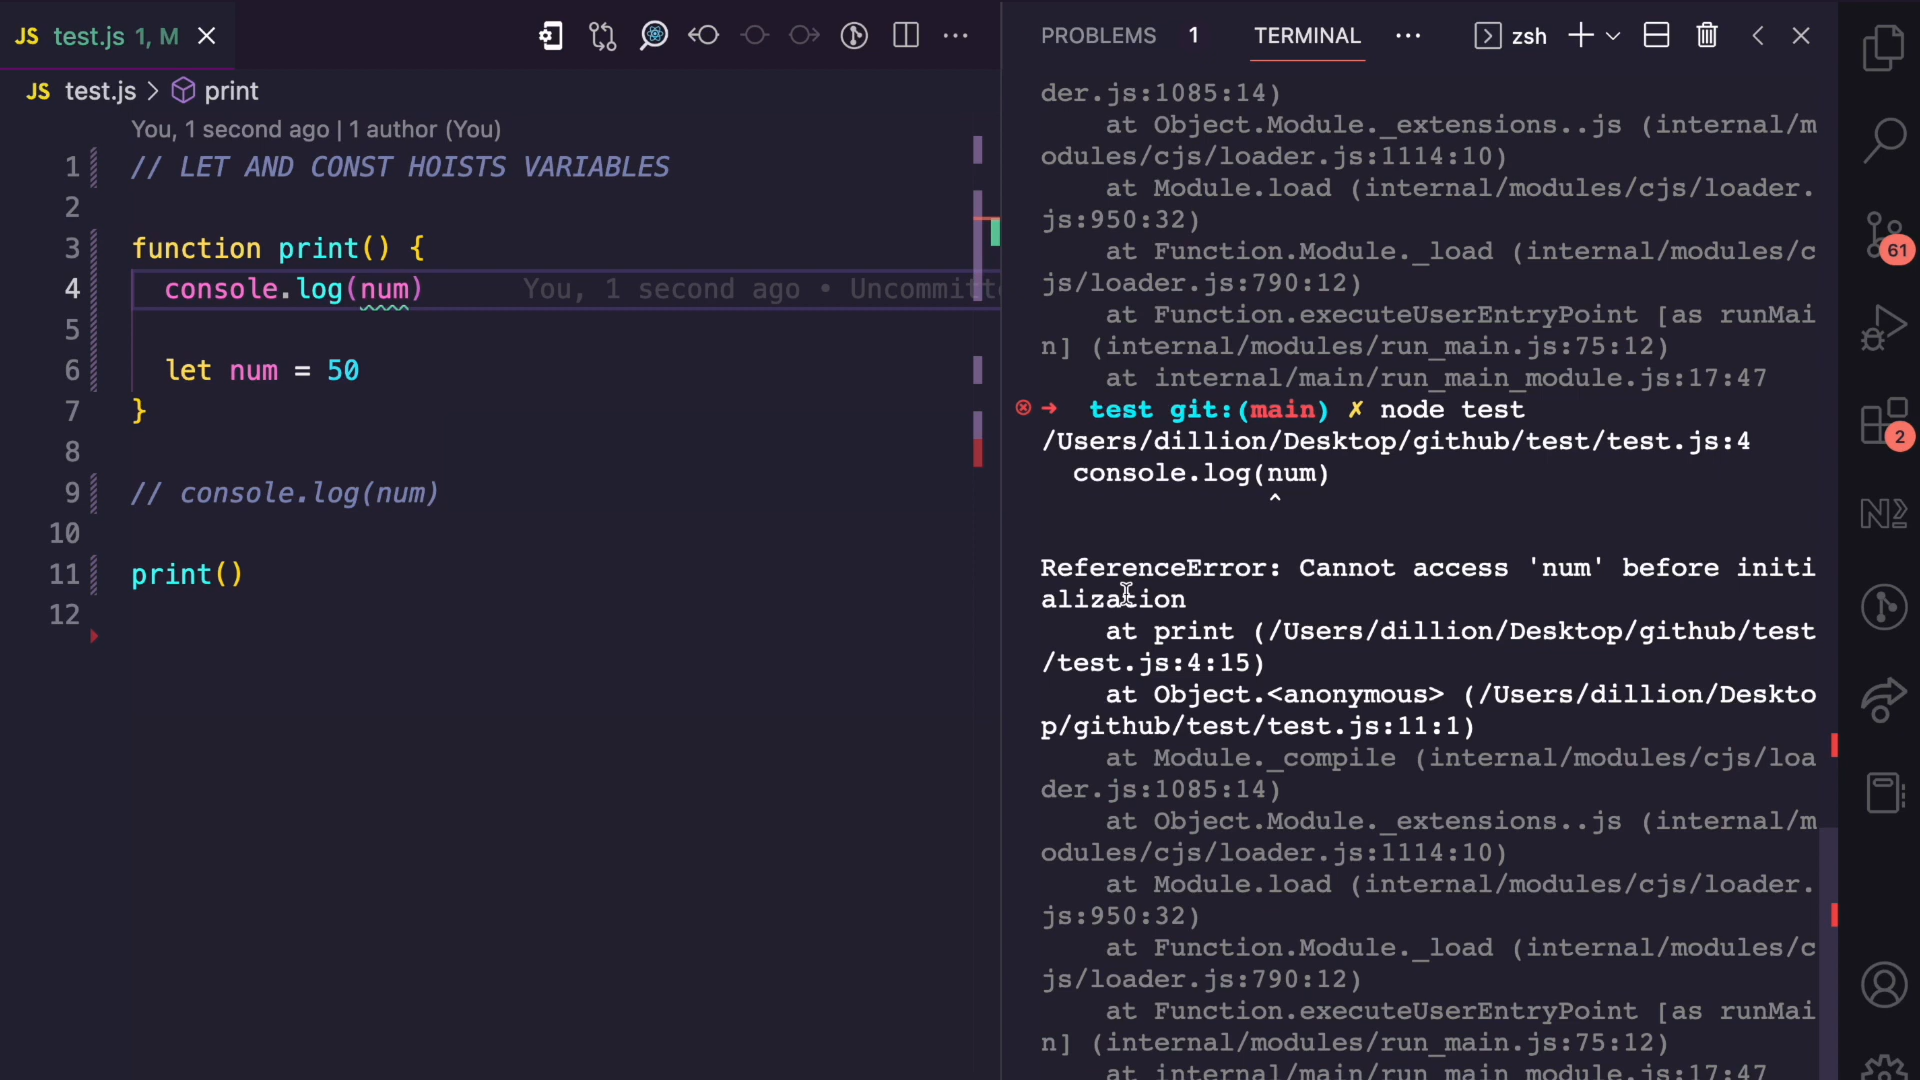 JS test.js 1, M
JS test.js > print
You, 1 second ago | 1 author (You)
1 // LET AND CONST HOISTS VARIABLES
2
3 function print() {
4 console.log(num) You, 1 second ago • Uncommitte
5
6 let num = 50
7 }
8
9 // console.log(num)
10
11 print()
12
PROBLEMS 1 TERMINAL zsh
der.js:1085:14)
at Object.Module._extensions..js (internal/m
odules/cjs/loader.js:1114:10)
at Module.load (internal/modules/cjs/loader.
js:950:32)
at Function.Module._load (internal/modules/c
js/loader.js:790:12)
at Function.executeUserEntryPoint [as runMai
n] (internal/modules/run_main.js:75:12)
at internal/main/run_main_module.js:17:47
→ test git:(main) ✗ node test
/Users/dillion/Desktop/github/test/test.js:4
console.log(num)
^
ReferenceError: Cannot access 'num' before initi
alization
at print (/Users/dillion/Desktop/github/test
/test.js:4:15)
at Object.<anonymous> (/Users/dillion/Deskto
p/github/test/test.js:11:1)
at Module._compile (internal/modules/cjs/loa
der.js:1085:14)
at Object.Module._extensions..js (internal/m
odules/cjs/loader.js:1114:10)
at Module.load (internal/modules/cjs/loader.
js:950:32)
at Function.Module._load (internal/modules/c
js/loader.js:790:12)
at Function.executeUserEntryPoint [as runMai
n] (internal/modules/run_main.js:75:12)
at internal/main/run_main_module.js:17:47
61
2